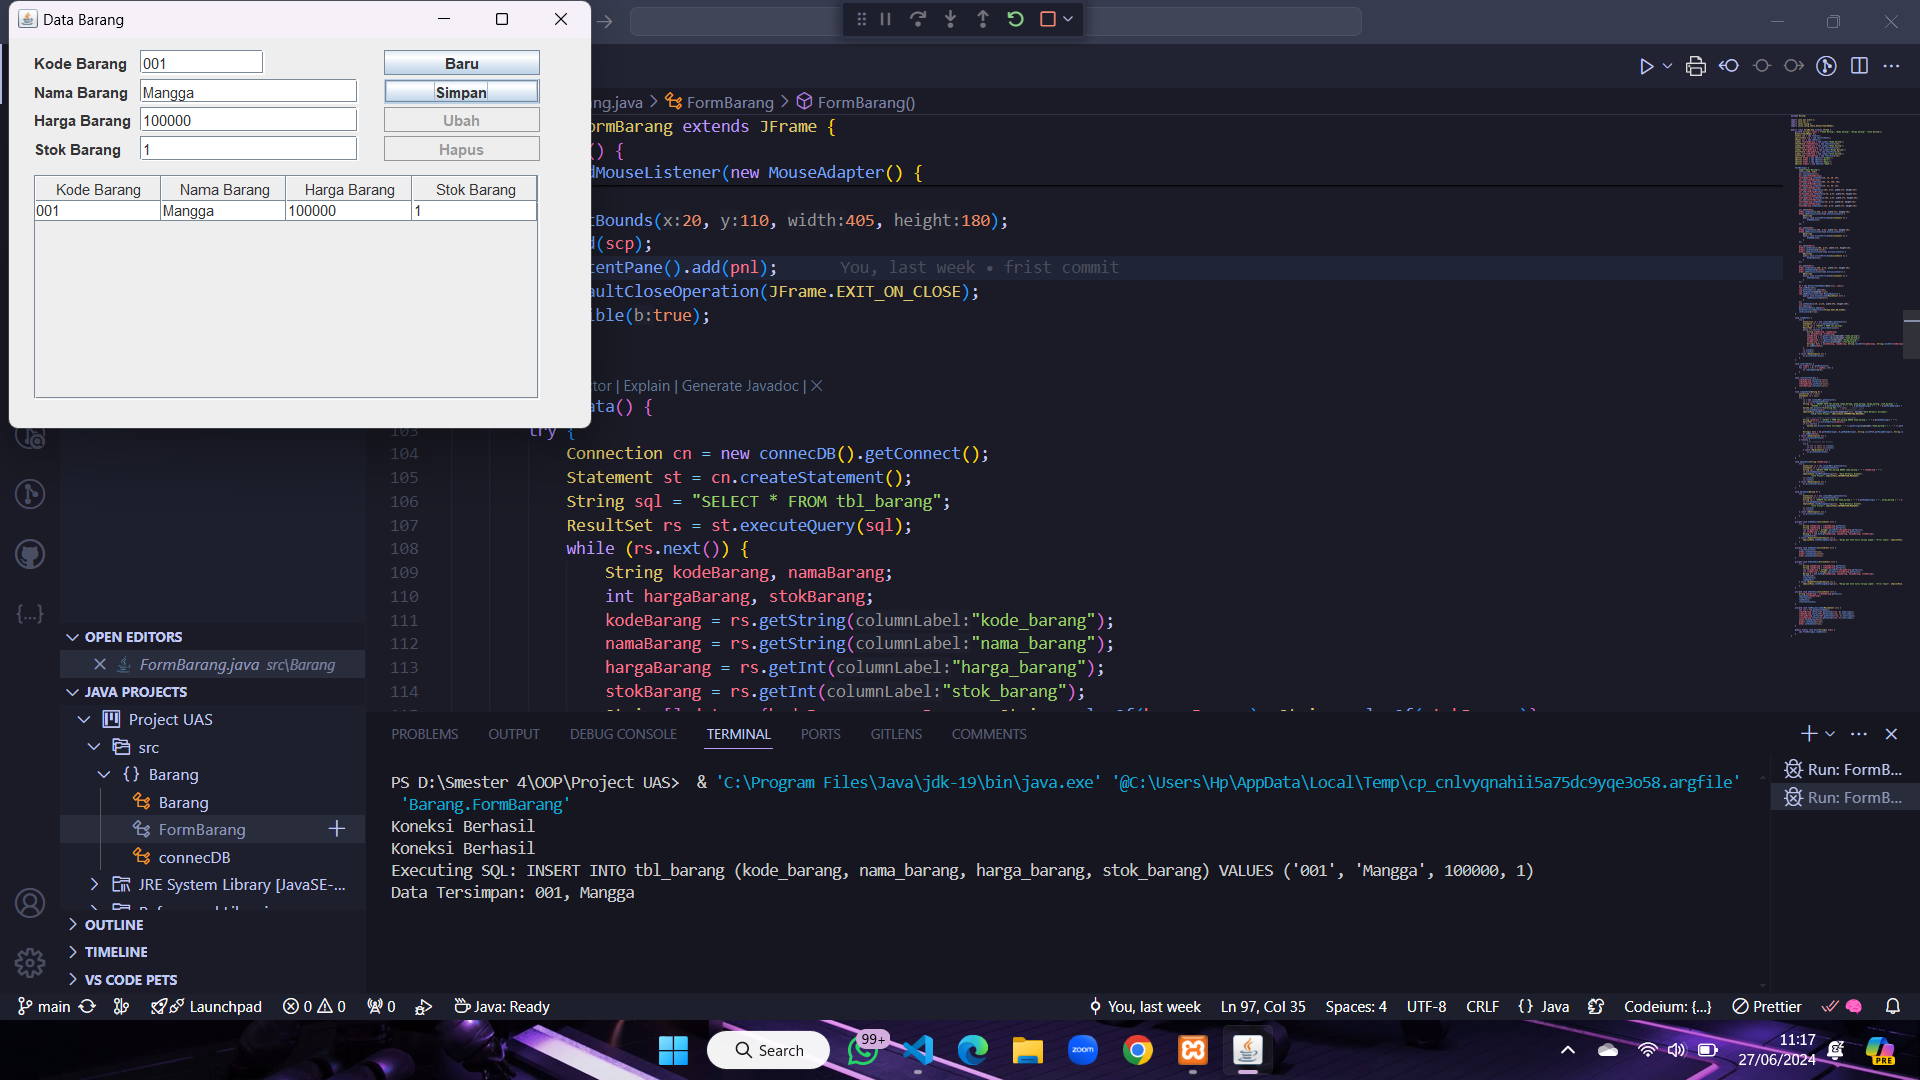 Data Barang
Kode Barang 001 Baru
Nama Barang Mangga Simpan
Harga Barang 100000 Ubah
Stok Barang 1 Hapus
Kode Barang Nama Barang Harga Barang Stok Barang
001 Mangga 100000 1
ng.java > FormBarang > FormBarang()
ormBarang extends JFrame {
() {
dMouseListener(new MouseAdapter() {
tBounds(x:20, y:110, width:405, height:180);
d(scp);
tentPane().add(pnl); You, last week • frist commit
aultCloseOperation(JFrame.EXIT_ON_CLOSE);
ible(b:true);
ctor | Explain | Generate Javadoc | ×
ata() {
103 try {
104 Connection cn = new connecDB().getConnect();
105 Statement st = cn.createStatement();
106 String sql = "SELECT * FROM tbl_barang";
107 ResultSet rs = st.executeQuery(sql);
108 while (rs.next()) {
109 String kodeBarang, namaBarang;
110 int hargaBarang, stokBarang;
111 kodeBarang = rs.getString(columnLabel:"kode_barang");
112 namaBarang = rs.getString(columnLabel:"nama_barang");
113 hargaBarang = rs.getInt(columnLabel:"harga_barang");
114 stokBarang = rs.getInt(columnLabel:"stok_barang");
OPEN EDITORS
FormBarang.java src\Barang
JAVA PROJECTS
Project UAS
src
{} Barang
Barang
FormBarang
connecDB
JRE System Library [JavaSE-...
OUTLINE
TIMELINE
VS CODE PETS
PROBLEMS OUTPUT DEBUG CONSOLE TERMINAL PORTS GITLENS COMMENTS
PS D:\Smester 4\OOP\Project UAS> & 'C:\Program Files\Java\jdk-19\bin\java.exe' '@C:\Users\Hp\AppData\Local\Temp\cp_cnlvyqnahii5a75dc9yqe3o58.argfile'
'Barang.FormBarang'
Koneksi Berhasil
Koneksi Berhasil
Executing SQL: INSERT INTO tbl_barang (kode_barang, nama_barang, harga_barang, stok_barang) VALUES ('001', 'Mangga', 100000, 1)
Data Tersimpan: 001, Mangga
Run: FormB...
Run: FormB...
main Launchpad 0 0 0 Java: Ready You, last week Ln 97, Col 35 Spaces: 4 UTF-8 CRLF {} Java Codeium: {...} Prettier
Search 99+ zoom PRE
11:17
27/06/2024